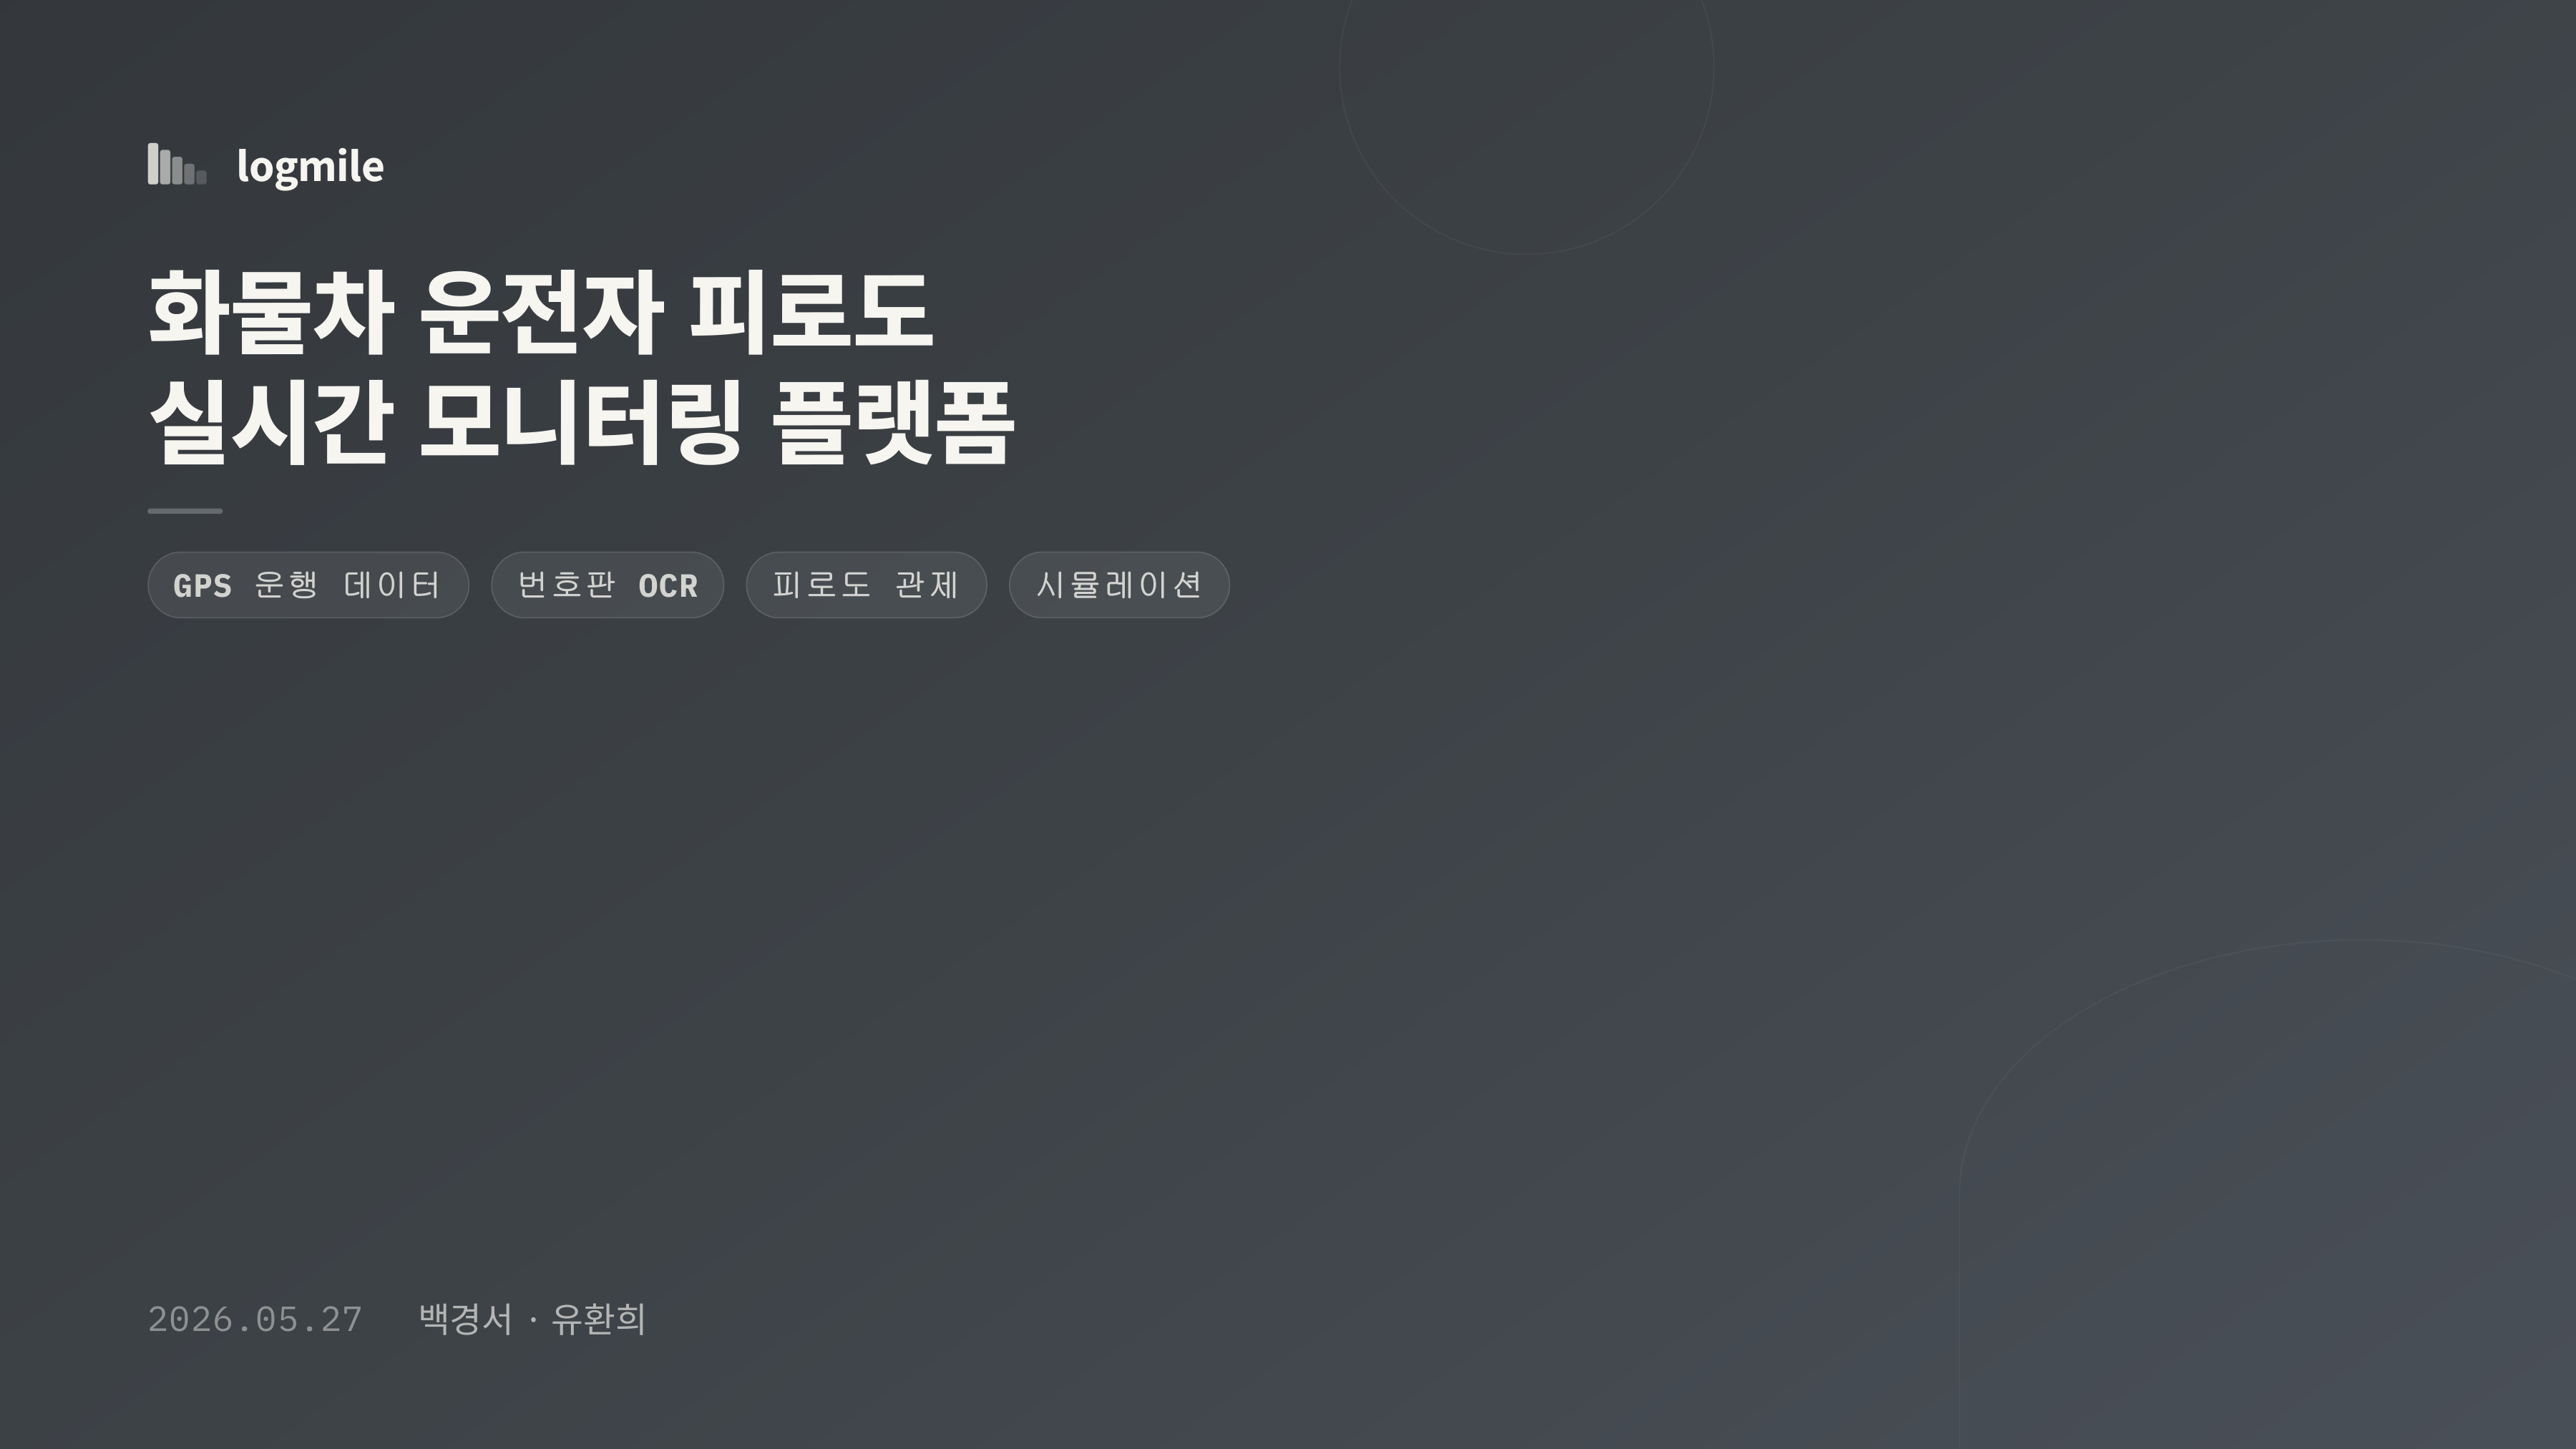 logmile
화물차 운전자 피로도
실시간 모니터링 플랫폼
GPS 운행 데이터 번호판 OCR 피로도 관제 시뮬레이션
2026.05.27 백경서 · 유환희